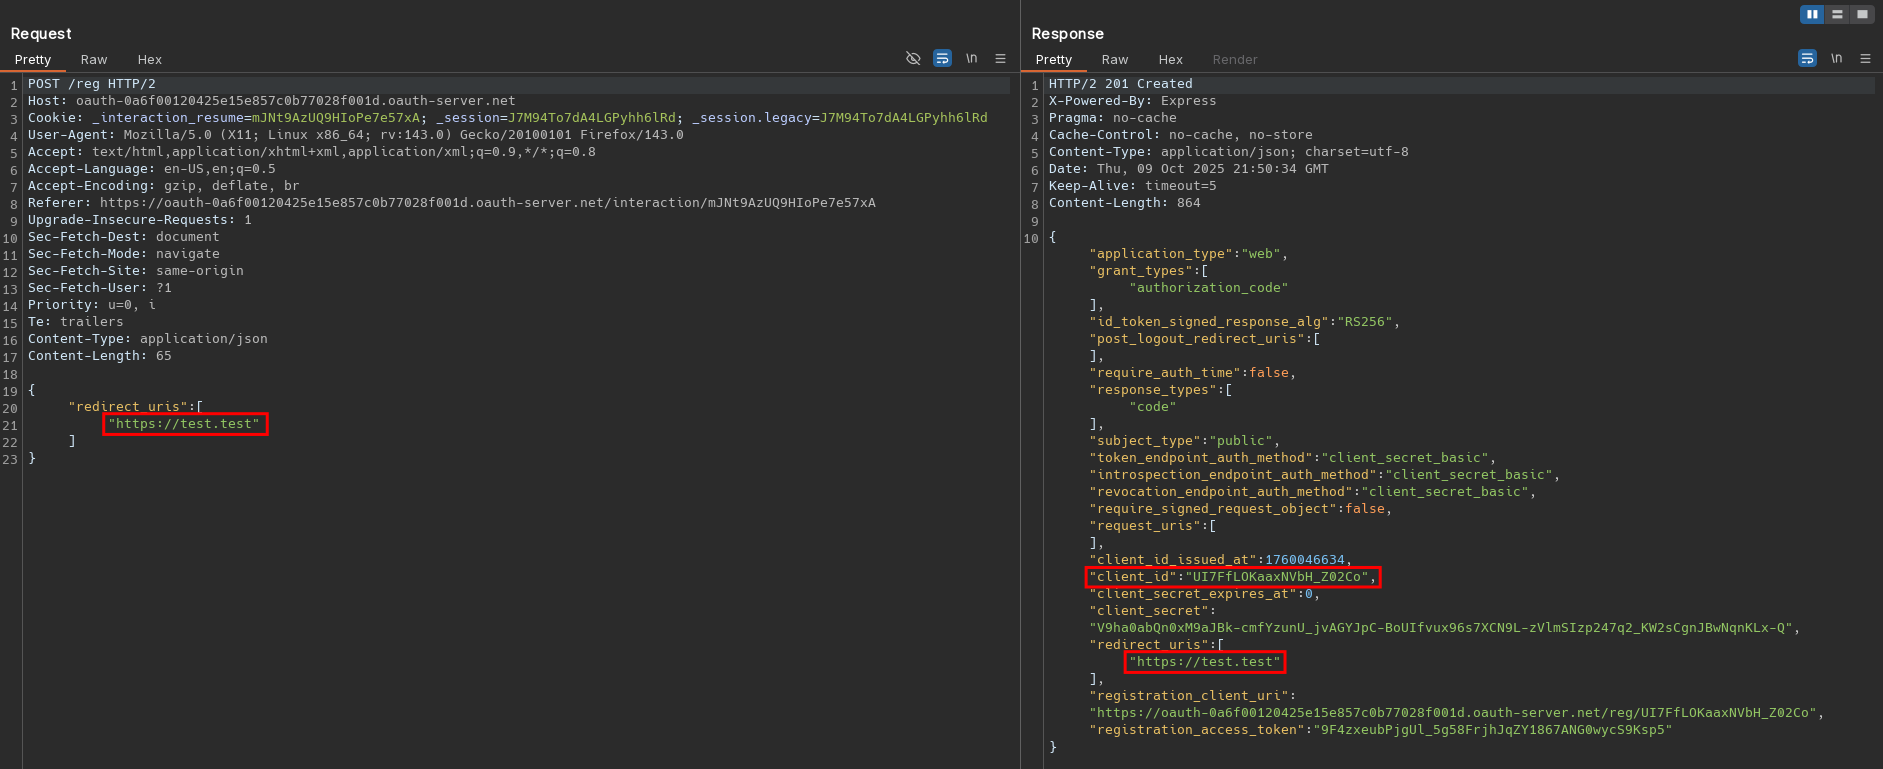 Request
Pretty Raw Hex \n
1 POST /reg HTTP/2
2 Host: oauth-0a6f00120425e15e857c0b77028f001d.oauth-server.net
3 Cookie: _interaction_resume=mJNt9AzUQ9HIoPe7e57xA; _session=J7M94To7dA4LGPyhh6lRd; _session.legacy=J7M94To7dA4LGPyhh6lRd
4 User-Agent: Mozilla/5.0 (X11; Linux x86_64; rv:143.0) Gecko/20100101 Firefox/143.0
5 Accept: text/html,application/xhtml+xml,application/xml;q=0.9,*/*;q=0.8
6 Accept-Language: en-US,en;q=0.5
7 Accept-Encoding: gzip, deflate, br
8 Referer: https://oauth-0a6f00120425e15e857c0b77028f001d.oauth-server.net/interaction/mJNt9AzUQ9HIoPe7e57xA
9 Upgrade-Insecure-Requests: 1
10 Sec-Fetch-Dest: document
11 Sec-Fetch-Mode: navigate
12 Sec-Fetch-Site: same-origin
13 Sec-Fetch-User: ?1
14 Priority: u=0, i
15 Te: trailers
16 Content-Type: application/json
17 Content-Length: 65
18
19 {
20 "redirect_uris":[
21 "https://test.test"
22 ]
23 }
Response
Pretty Raw Hex Render \n
1 HTTP/2 201 Created
2 X-Powered-By: Express
3 Pragma: no-cache
4 Cache-Control: no-cache, no-store
5 Content-Type: application/json; charset=utf-8
6 Date: Thu, 09 Oct 2025 21:50:34 GMT
7 Keep-Alive: timeout=5
8 Content-Length: 864
9
10 {
"application_type":"web",
"grant_types":[
"authorization_code"
],
"id_token_signed_response_alg":"RS256",
"post_logout_redirect_uris":[
],
"require_auth_time":false,
"response_types":[
"code"
],
"subject_type":"public",
"token_endpoint_auth_method":"client_secret_basic",
"introspection_endpoint_auth_method":"client_secret_basic",
"revocation_endpoint_auth_method":"client_secret_basic",
"require_signed_request_object":false,
"request_uris":[
],
"client_id_issued_at":1760046634,
"client_id":"UI7FfLOKaaxNVbH_Z02Co",
"client_secret_expires_at":0,
"client_secret":
"V9ha0abQn0xM9aJBk-cmfYzunU_jvAGYJpC-BoUIfvux96s7XCN9L-zVlmSIzp247q2_KW2sCgnJBwNqnKLx-Q",
"redirect_uris":[
"https://test.test"
],
"registration_client_uri":
"https://oauth-0a6f00120425e15e857c0b77028f001d.oauth-server.net/reg/UI7FfLOKaaxNVbH_Z02Co",
"registration_access_token":"9F4zxeubPjgUl_5g58FrjhJqZY1867ANG0wycS9Ksp5"
}